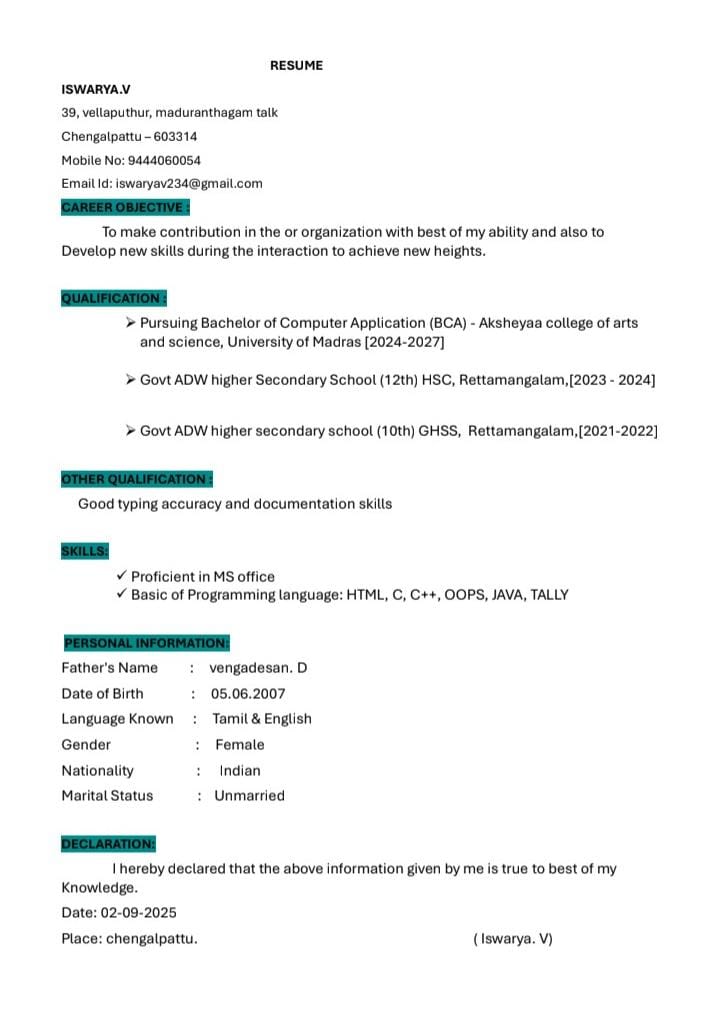 RESUME
ISWARYA.V
39, vellaputhur, maduranthagam talk
Chengalpattu – 603314
Mobile No: 9444060054
Email Id: iswaryav234@gmail.com
CAREER OBJECTIVE :
To make contribution in the or organization with best of my ability and also to
Develop new skills during the interaction to achieve new heights.
QUALIFICATION :
➢ Pursuing Bachelor of Computer Application (BCA) - Aksheyaa college of arts
and science, University of Madras [2024-2027]
➢ Govt ADW higher Secondary School (12th) HSC, Rettamangalam,[2023 - 2024]
➢ Govt ADW higher secondary school (10th) GHSS, Rettamangalam,[2021-2022]
OTHER QUALIFICATION :
Good typing accuracy and documentation skills
SKILLS:
✓ Proficient in MS office
✓ Basic of Programming language: HTML, C, C++, OOPS, JAVA, TALLY
PERSONAL INFORMATION:
Father's Name : vengadesan. D
Date of Birth : 05.06.2007
Language Known : Tamil & English
Gender : Female
Nationality : Indian
Marital Status : Unmarried
DECLARATION:
I hereby declared that the above information given by me is true to best of my
Knowledge.
Date: 02-09-2025
Place: chengalpattu. ( Iswarya. V)